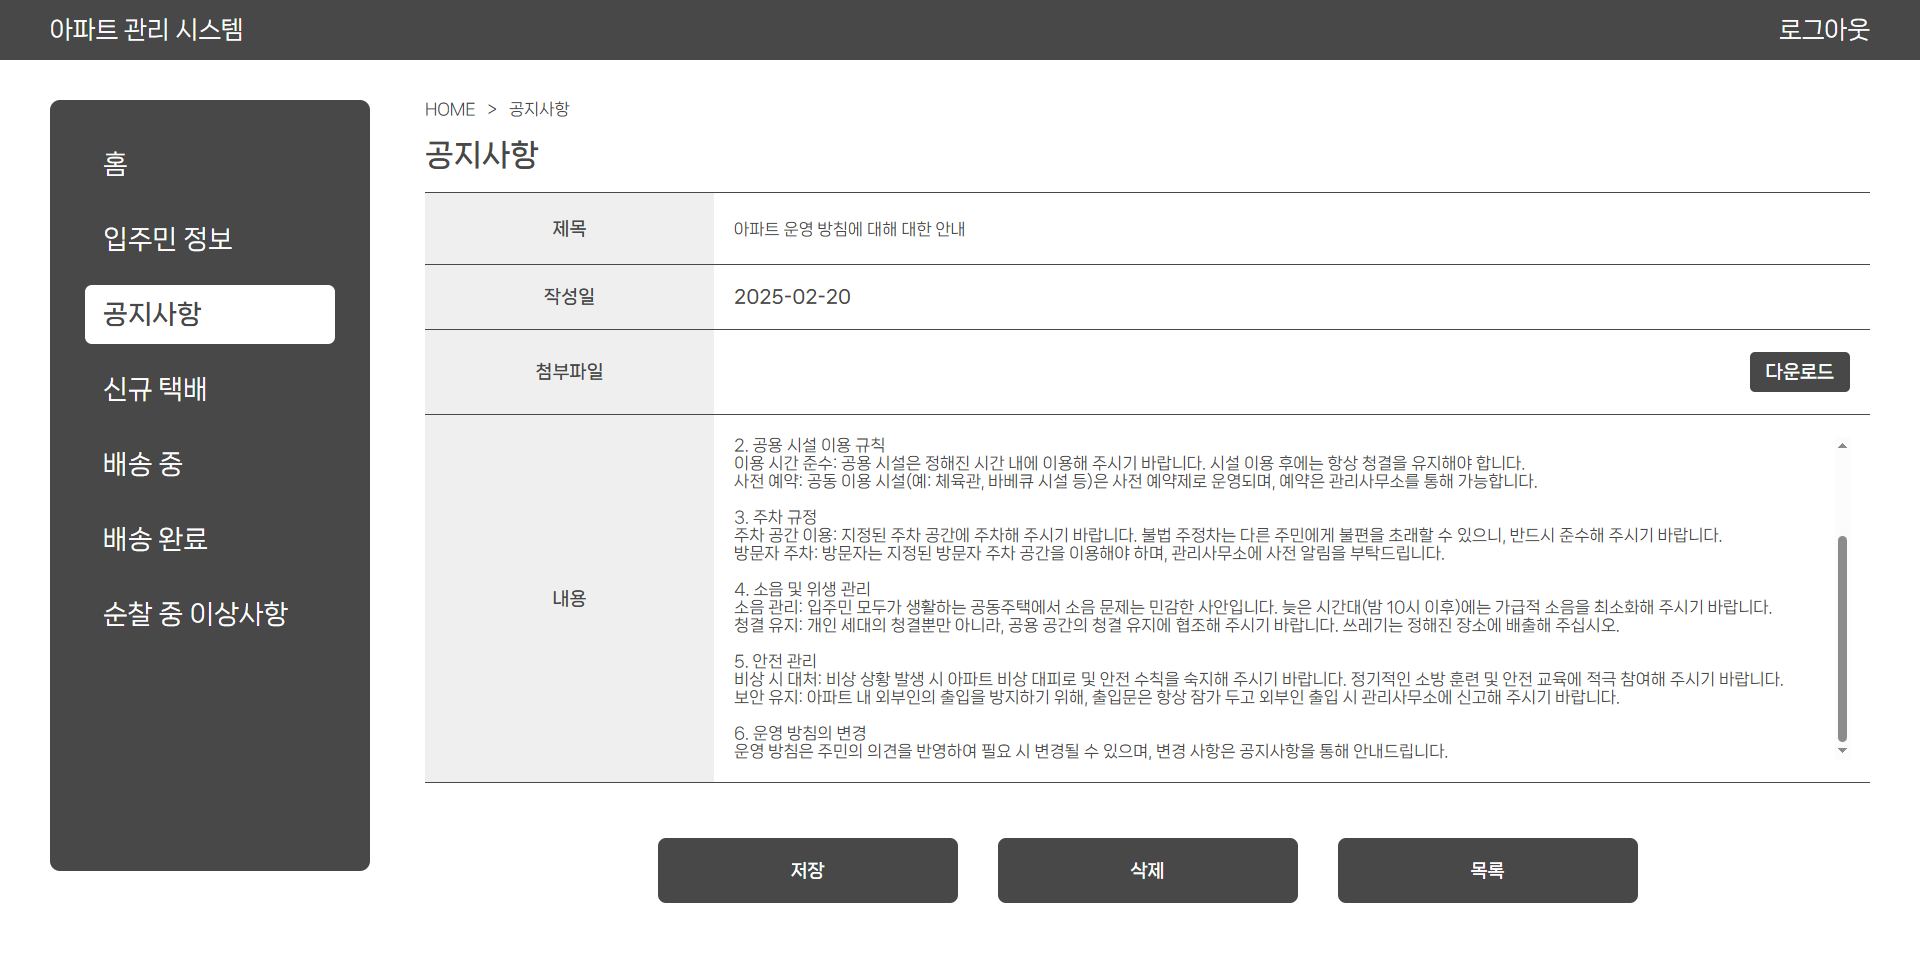 아파트 관리 시스템
로그아웃
홈
입주민 정보
공지사항
신규 택배
배송 중
배송 완료
순찰 중 이상사항
HOME > 공지사항
공지사항
제목
아파트 운영 방침에 대해 대한 안내
작성일
2025-02-20
첨부파일
다운로드
내용
2. 공용 시설 이용 규칙
이용 시간 준수: 공용 시설은 정해진 시간 내에 이용해 주시기 바랍니다. 시설 이용 후에는 항상 청결을 유지해야 합니다.
사전 예약: 공동 이용 시설(예: 체육관, 바베큐 시설 등)은 사전 예약제로 운영되며, 예약은 관리사무소를 통해 가능합니다.
3. 주차 규정
주차 공간 이용: 지정된 주차 공간에 주차해 주시기 바랍니다. 불법 주정차는 다른 주민에게 불편을 초래할 수 있으니, 반드시 준수해 주시기 바랍니다.
방문자 주차: 방문자는 지정된 방문자 주차 공간을 이용해야 하며, 관리사무소에 사전 알림을 부탁드립니다.
4. 소음 및 위생 관리
소음 관리: 입주민 모두가 생활하는 공동주택에서 소음 문제는 민감한 사안입니다. 늦은 시간대(밤 10시 이후)에는 가급적 소음을 최소화해 주시기 바랍니다.
청결 유지: 개인 세대의 청결뿐만 아니라, 공용 공간의 청결 유지에 협조해 주시기 바랍니다. 쓰레기는 정해진 장소에 배출해 주십시오.
5. 안전 관리
비상 시 대처: 비상 상황 발생 시 아파트 비상 대피로 및 안전 수칙을 숙지해 주시기 바랍니다. 정기적인 소방 훈련 및 안전 교육에 적극 참여해 주시기 바랍니다.
보안 유지: 아파트 내 외부인의 출입을 방지하기 위해, 출입문은 항상 잠가 두고 외부인 출입 시 관리사무소에 신고해 주시기 바랍니다.
6. 운영 방침의 변경
운영 방침은 주민의 의견을 반영하여 필요 시 변경될 수 있으며, 변경 사항은 공지사항을 통해 안내드립니다.
저장
삭제
목록